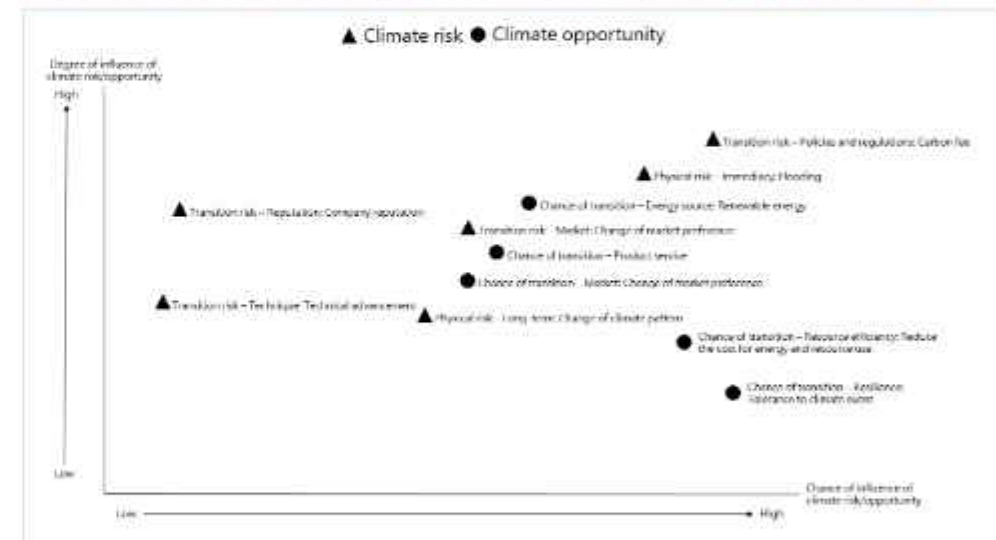 Climate risk Climate opportunity
Degree of influence of
climate risk/opportunity
High
Transition risk – Policies and regulations: Carbon fee
Physical risk - Immediacy: Flooding
Chance of transition – Energy source: Renewable energy
Transition risk – Reputation: Company reputation
Transition risk - Market: Change of market preference
Chance of transition – Product service
Chance of transition - Market: Change of market preference
Transition risk – Technique: Technical advancement
Physical risk - Long-term: Change of climate pattern
Chance of transition – Resource efficiency: Reduce
the cost for energy and resource use
Chance of transition - Resilience:
Tolerance to climate event
Low
Chance of influence of
climate risk/opportunity
Low
High